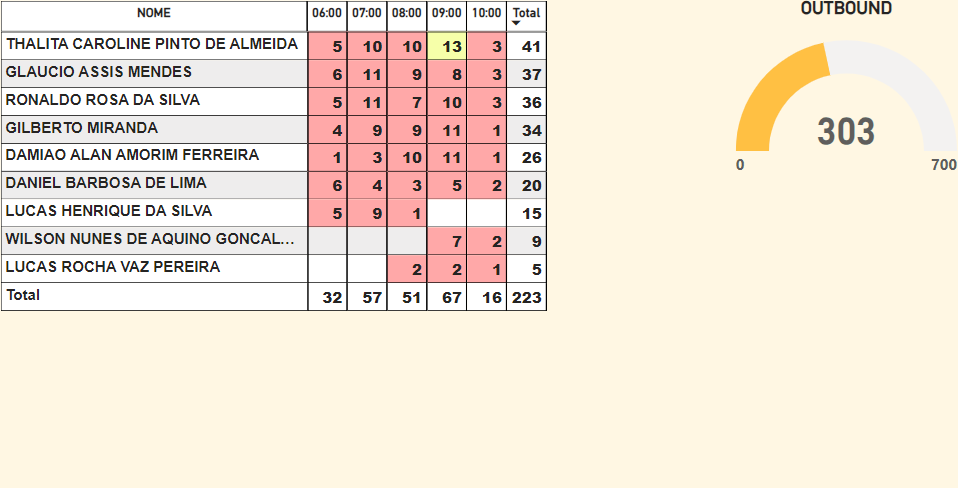 NOME 06:00 07:00 08:00 09:00 10:00 Total
THALITA CAROLINE PINTO DE ALMEIDA 5 10 10 13 3 41
GLAUCIO ASSIS MENDES 6 11 9 8 3 37
RONALDO ROSA DA SILVA 5 11 7 10 3 36
GILBERTO MIRANDA 4 9 9 11 1 34
DAMIAO ALAN AMORIM FERREIRA 1 3 10 11 1 26
DANIEL BARBOSA DE LIMA 6 4 3 5 2 20
LUCAS HENRIQUE DA SILVA 5 9 1 15
WILSON NUNES DE AQUINO GONCAL... 7 2 9
LUCAS ROCHA VAZ PEREIRA 2 2 1 5
Total 32 57 51 67 16 223
OUTBOUND
303
0 700